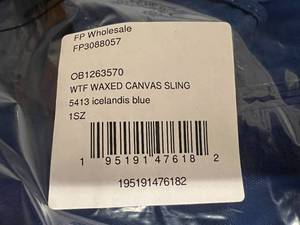 FP Wholesale
FP3088057
OB1263570
WTF WAXED CANVAS SLING
5413 icelandis blue
1SZ
1 95191 47618 2
195191476182